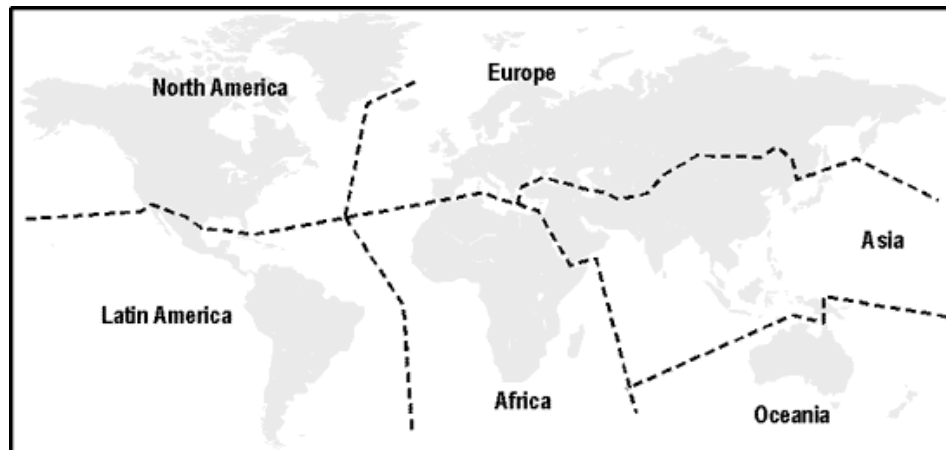 North America
Europe
Asia
Latin America
Africa
Oceania